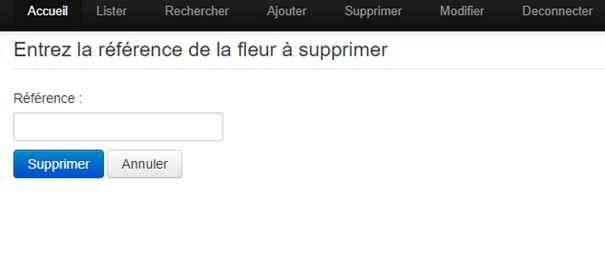 Accueil Lister Rechercher Ajouter Supprimer Modifier Deconnecter
Entrez la référence de la fleur à supprimer
Référence :
Supprimer Annuler